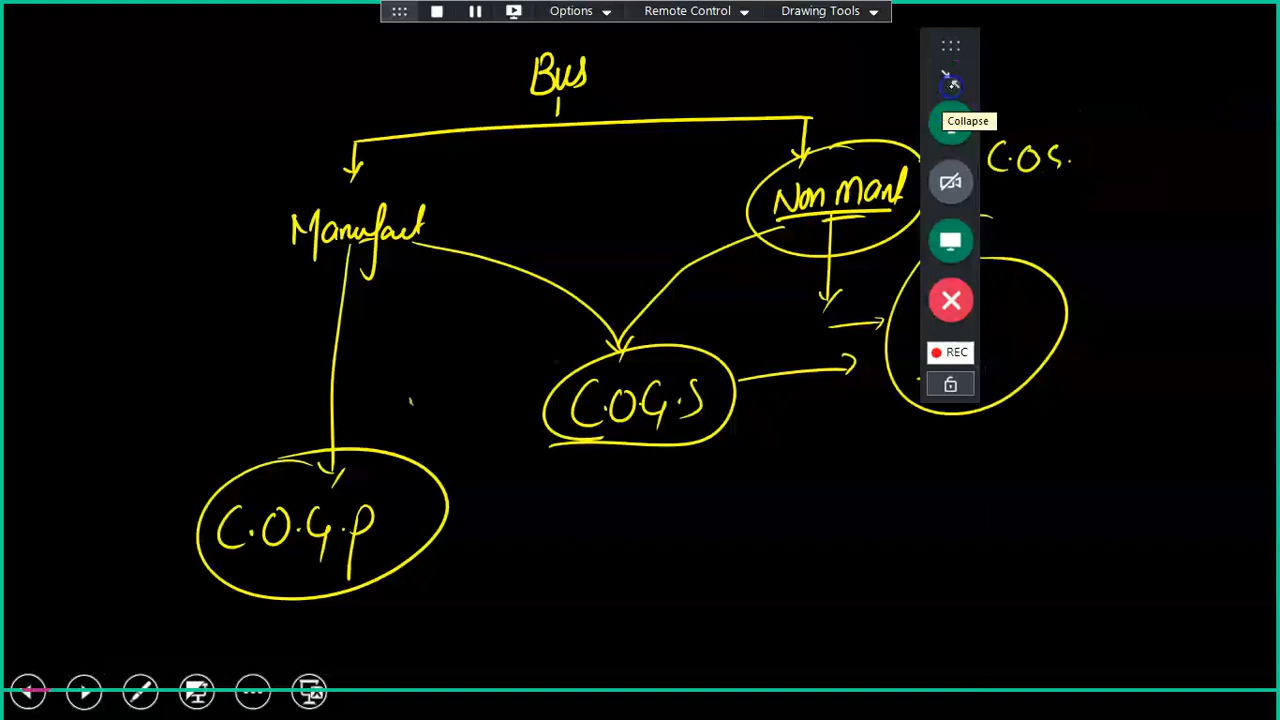 Options
Remote Control
Drawing Tools
Bus
Collapse
C.O.S.
Non Manf
Manufact
REC
C.O.G.S
C.O.G.P